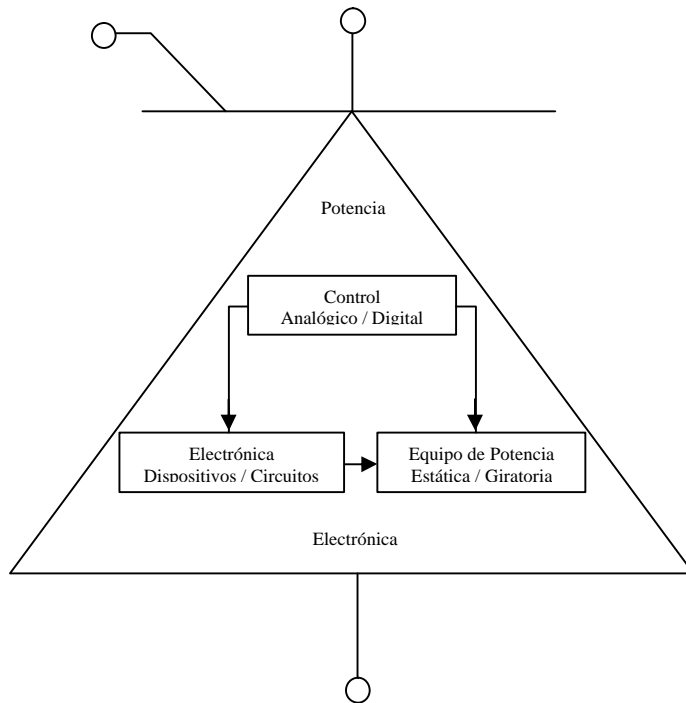 Potencia
Control
Analógico / Digital
Electrónica
Dispositivos / Circuitos
Equipo de Potencia
Estática / Giratoria
Electrónica